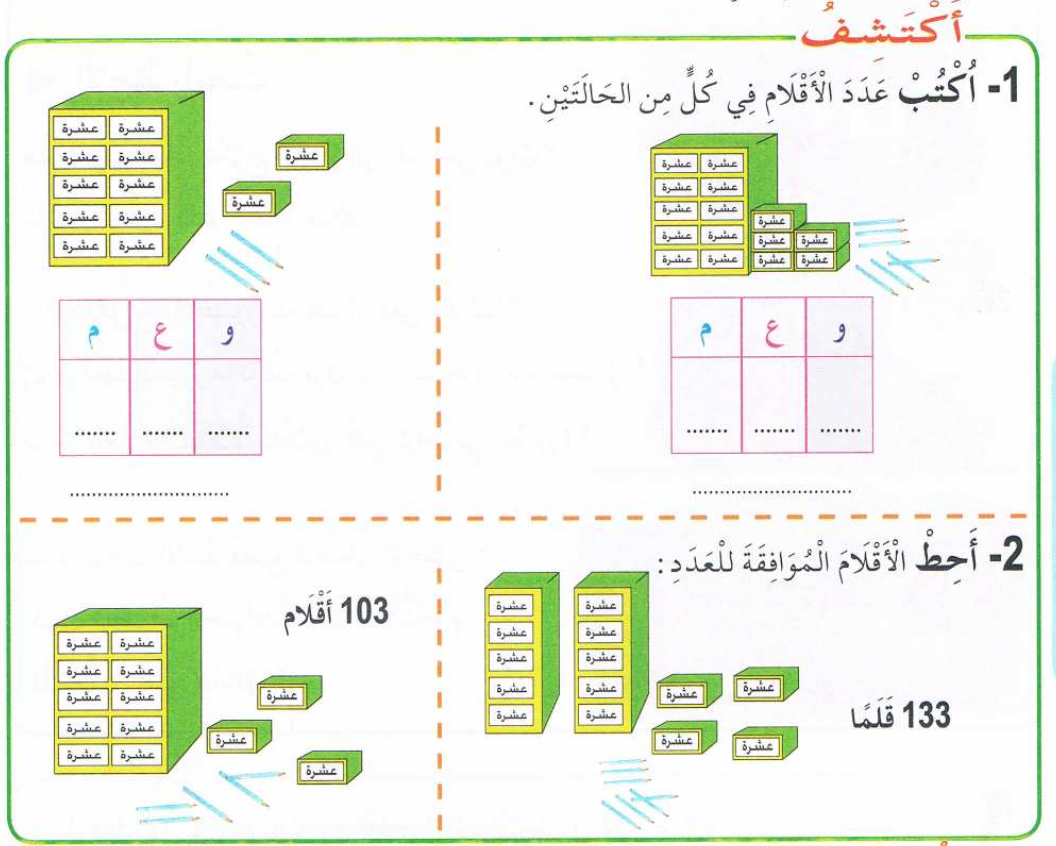 أَكْتَشِفُ
1- اُكْتُبْ عَدَدَ الْأَقْلَامِ فِي كُلٍّ مِن الحَالَتَيْنِ.
عشرة عشرة
عشرة عشرة
عشرة عشرة
عشرة عشرة
عشرة عشرة
عشرة
عشرة عشرة
عشرة عشرة
و ع م
....... ....... .......
............................
عشرة عشرة
عشرة عشرة
عشرة عشرة
عشرة عشرة
عشرة عشرة
عشرة
عشرة
و ع م
....... ....... .......
............................
2- أَحِطْ الْأَقْلَامَ الْمُوَافِقَةَ للْعَدَدِ:
133 قَلَمًا
عشرة عشرة
عشرة عشرة
عشرة عشرة
عشرة عشرة
عشرة عشرة
عشرة عشرة
عشرة عشرة
103 أَقْلَام
عشرة عشرة
عشرة عشرة
عشرة عشرة
عشرة عشرة
عشرة عشرة
عشرة
عشرة
عشرة